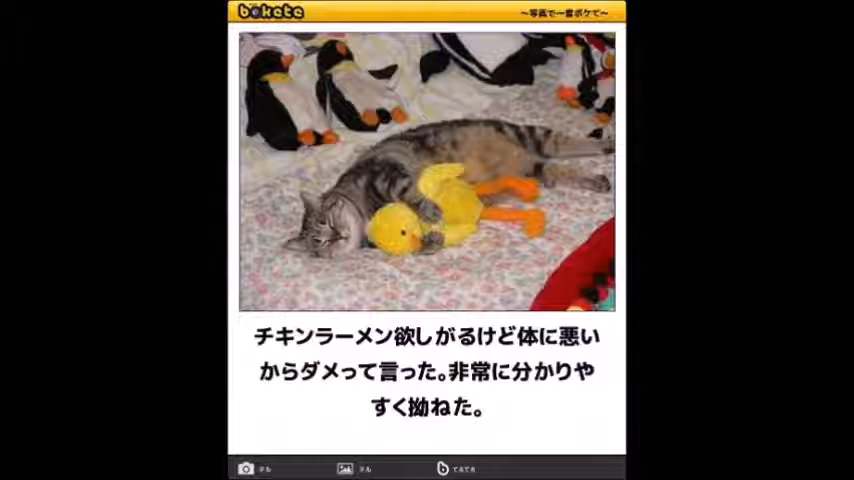 bokete
～写真で一言ボケて～
チキンラーメン欲しがるけど体に悪い
からダメって言った。非常に分かりや
すく拗ねた。